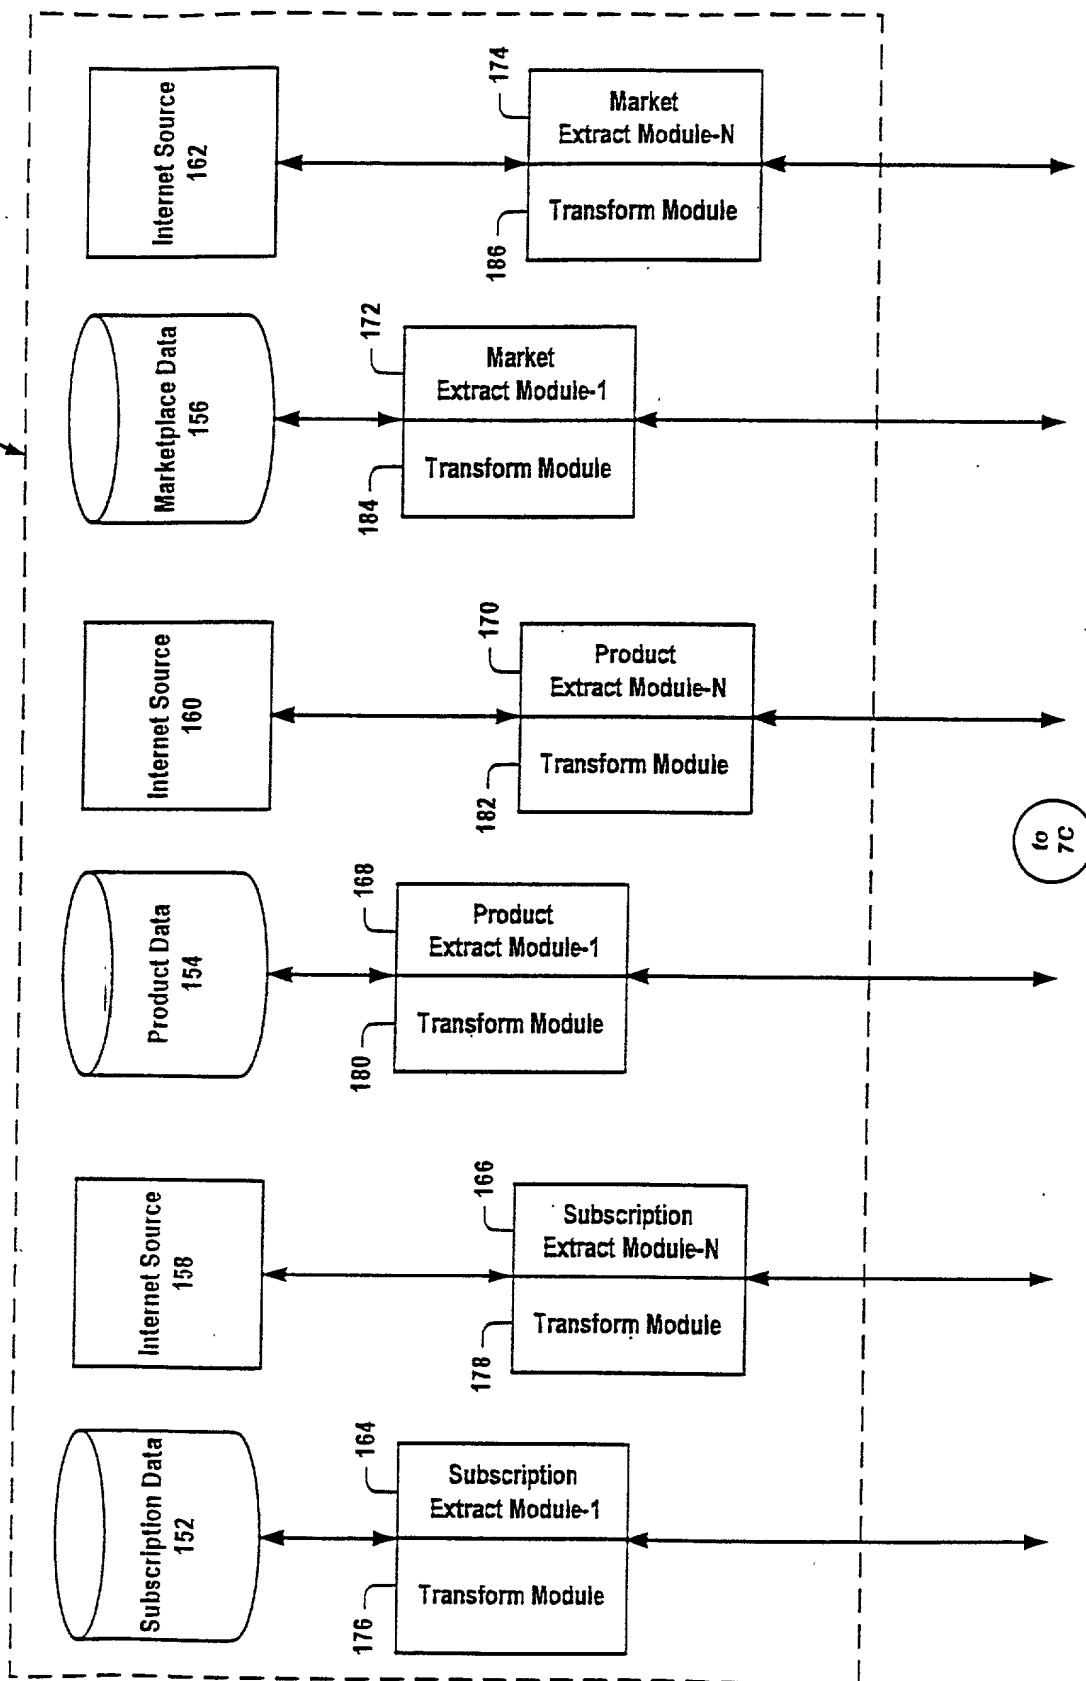 Internet Source
162
174
Market
Extract Module-N
186
Transform Module
Marketplace Data
156
172
Market
Extract Module-1
184
Transform Module
Internet Source
160
170
Product
Extract Module-N
182
Transform Module
Product Data
154
168
Product
Extract Module-1
180
Transform Module
to
7C
Internet Source
158
166
Subscription
Extract Module-N
178
Transform Module
Subscription Data
152
164
Subscription
Extract Module-1
176
Transform Module